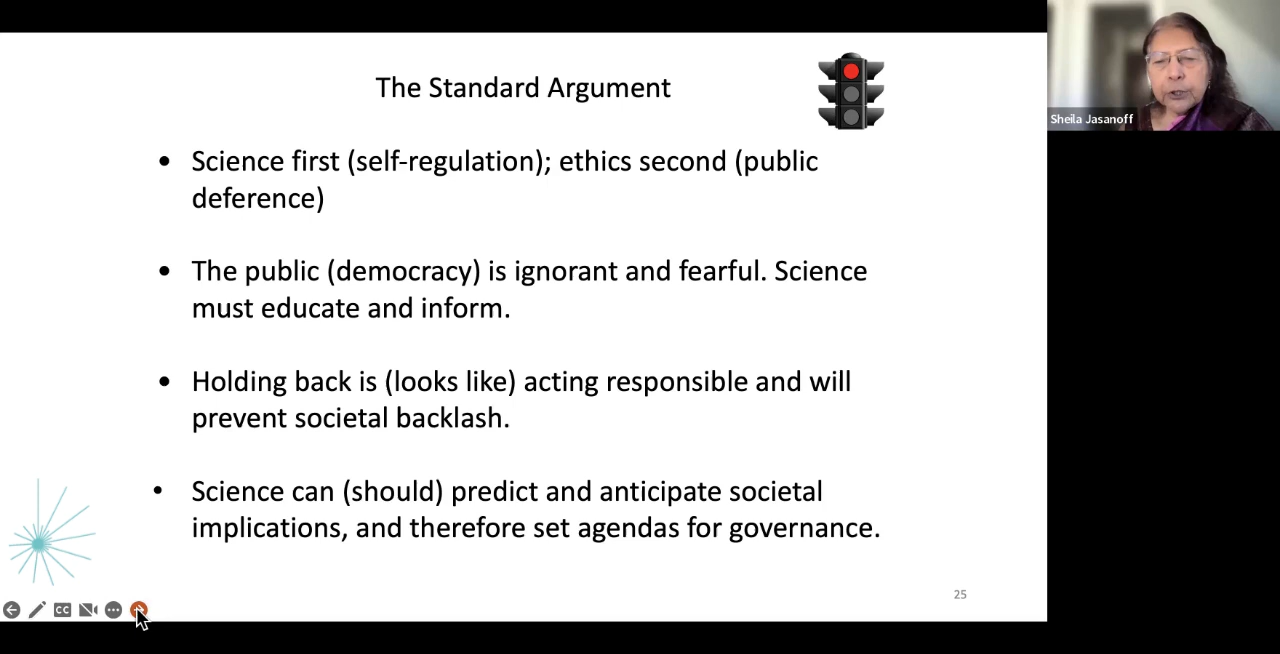 The Standard Argument
Sheila Jasanoff
• Science first (self-regulation); ethics second (public
deference)
• The public (democracy) is ignorant and fearful. Science
must educate and inform.
• Holding back is (looks like) acting responsible and will
prevent societal backlash.
• Science can (should) predict and anticipate societal
implications, and therefore set agendas for governance.
25
CC